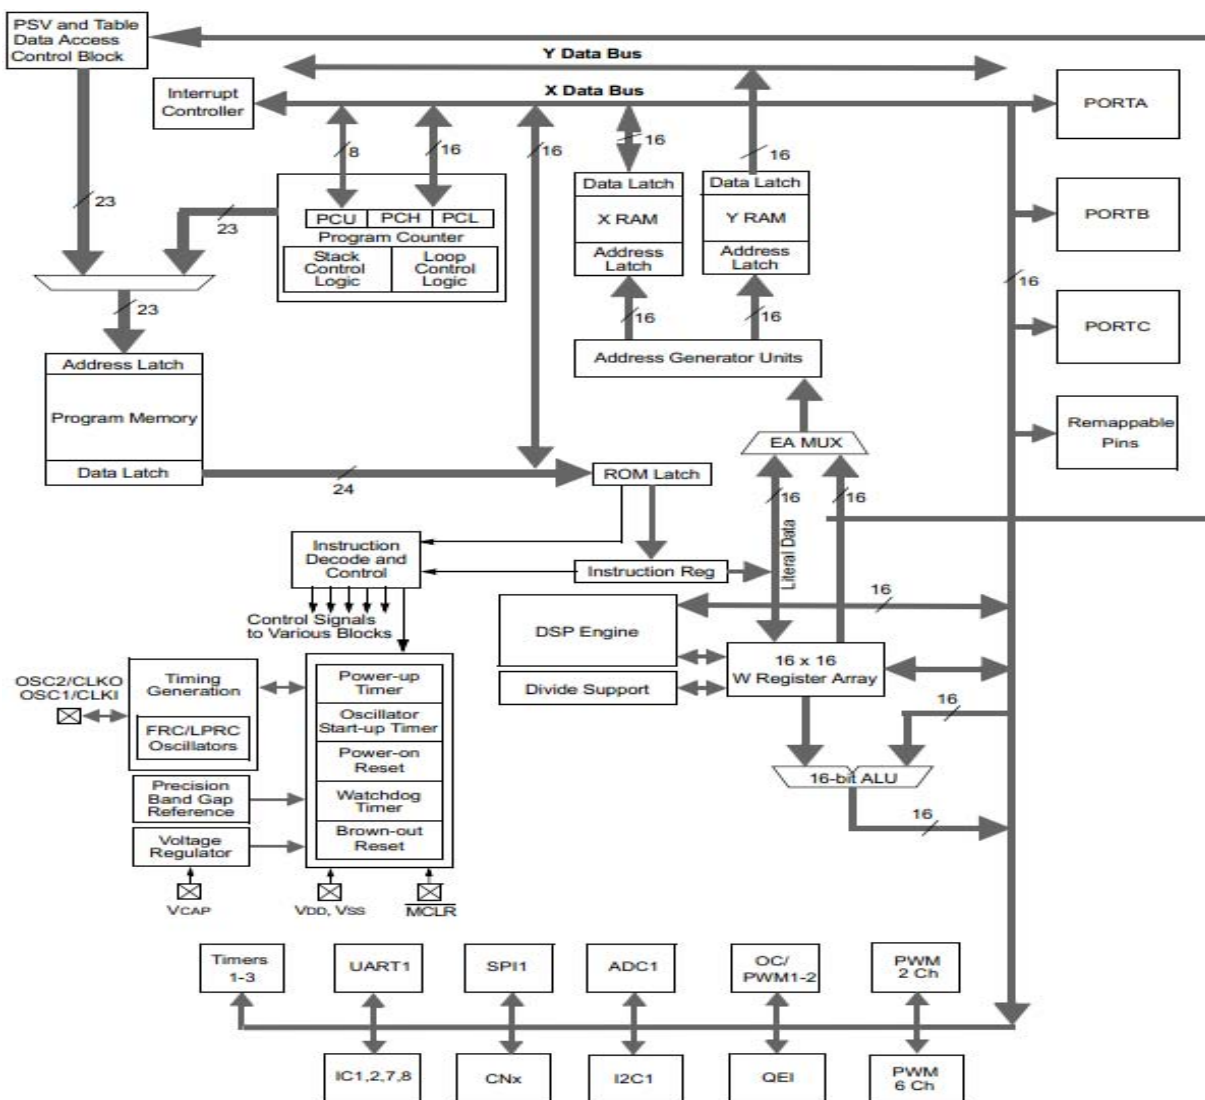 PSV and Table
Data Access
Control Block
Y Data Bus
Interrupt
Controller
X Data Bus
PORTA
8
16
16
16
16
23
23
Data Latch
X RAM
Address
Latch
Data Latch
Y RAM
Address
Latch
PORTB
PCU
PCH
PCL
Program Counter
Stack
Control
Logic
Loop
Control
Logic
16
23
16
16
PORTC
Address Latch
Program Memory
Data Latch
Address Generator Units
Remappable
Pins
EA MUX
24
ROM Latch
16
16
Literal Data
Instruction
Decode and
Control
Instruction Reg
Control Signals
to Various Blocks
DSP Engine
16
Divide Support
16 x 16
W Register Array
OSC2/CLKO
OSC1/CLKI
Timing
Generation
FRC/LPRC
Oscillators
Power-up
Timer
Oscillator
Start-up Timer
Power-on
Reset
Watchdog
Timer
Brown-out
Reset
16
16-bit ALU
16
Precision
Band Gap
Reference
Voltage
Regulator
VCAP
VDD, VSS
MCLR
Timers
1-3
UART1
SPI1
ADC1
OC/
PWM1-2
PWM
2 Ch
IC1,2,7,8
CNx
I2C1
QEI
PWM
6 Ch